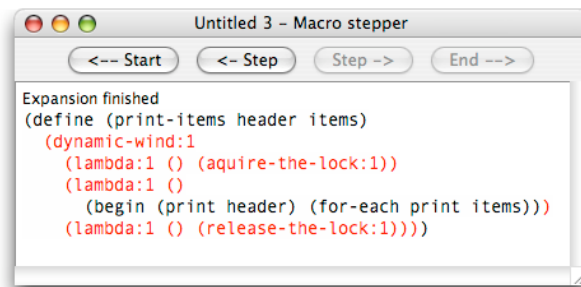 Untitled 3 – Macro stepper
<-- Start <- Step Step -> End -->
Expansion finished
(define (print-items header items)
(dynamic-wind:1
(lambda:1 () (aquire-the-lock:1))
(lambda:1 ()
(begin (print header) (for-each print items)))
(lambda:1 () (release-the-lock:1))))